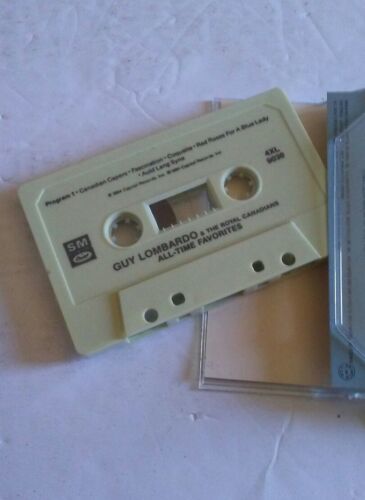 Program 1 • Canadian Capers • Fascination • Coquette • Red Roses For A Blue Lady
• Auld Lang Syne
4XL
9039
SM
GUY LOMBARDO & THE ROYAL CANADIANS
ALL-TIME FAVORITES